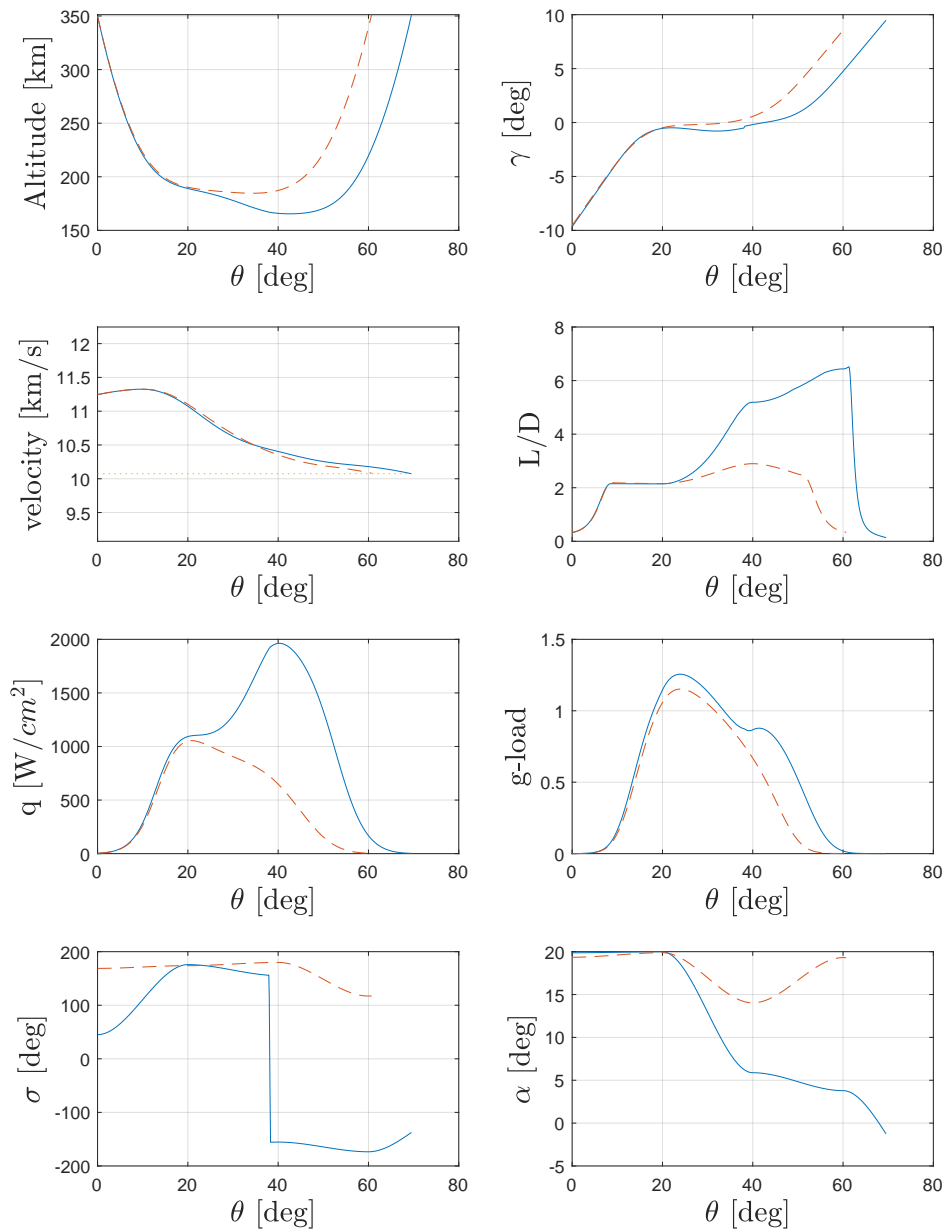 350
300
250
200
150
Altitude [km]
0 20 40 60 80
θ [deg]
10
5
0
-5
-10
γ [deg]
0 20 40 60 80
θ [deg]
12
11.5
11
10.5
10
9.5
velocity [km/s]
0 20 40 60 80
θ [deg]
8
6
4
2
0
L/D
0 20 40 60 80
θ [deg]
2000
1500
1000
500
0
q [W/cm²]
0 20 40 60 80
θ [deg]
1.5
1
0.5
0
g-load
0 20 40 60 80
θ [deg]
200
100
0
-100
-200
σ [deg]
0 20 40 60 80
θ [deg]
20
15
10
5
0
-5
α [deg]
0 20 40 60 80
θ [deg]